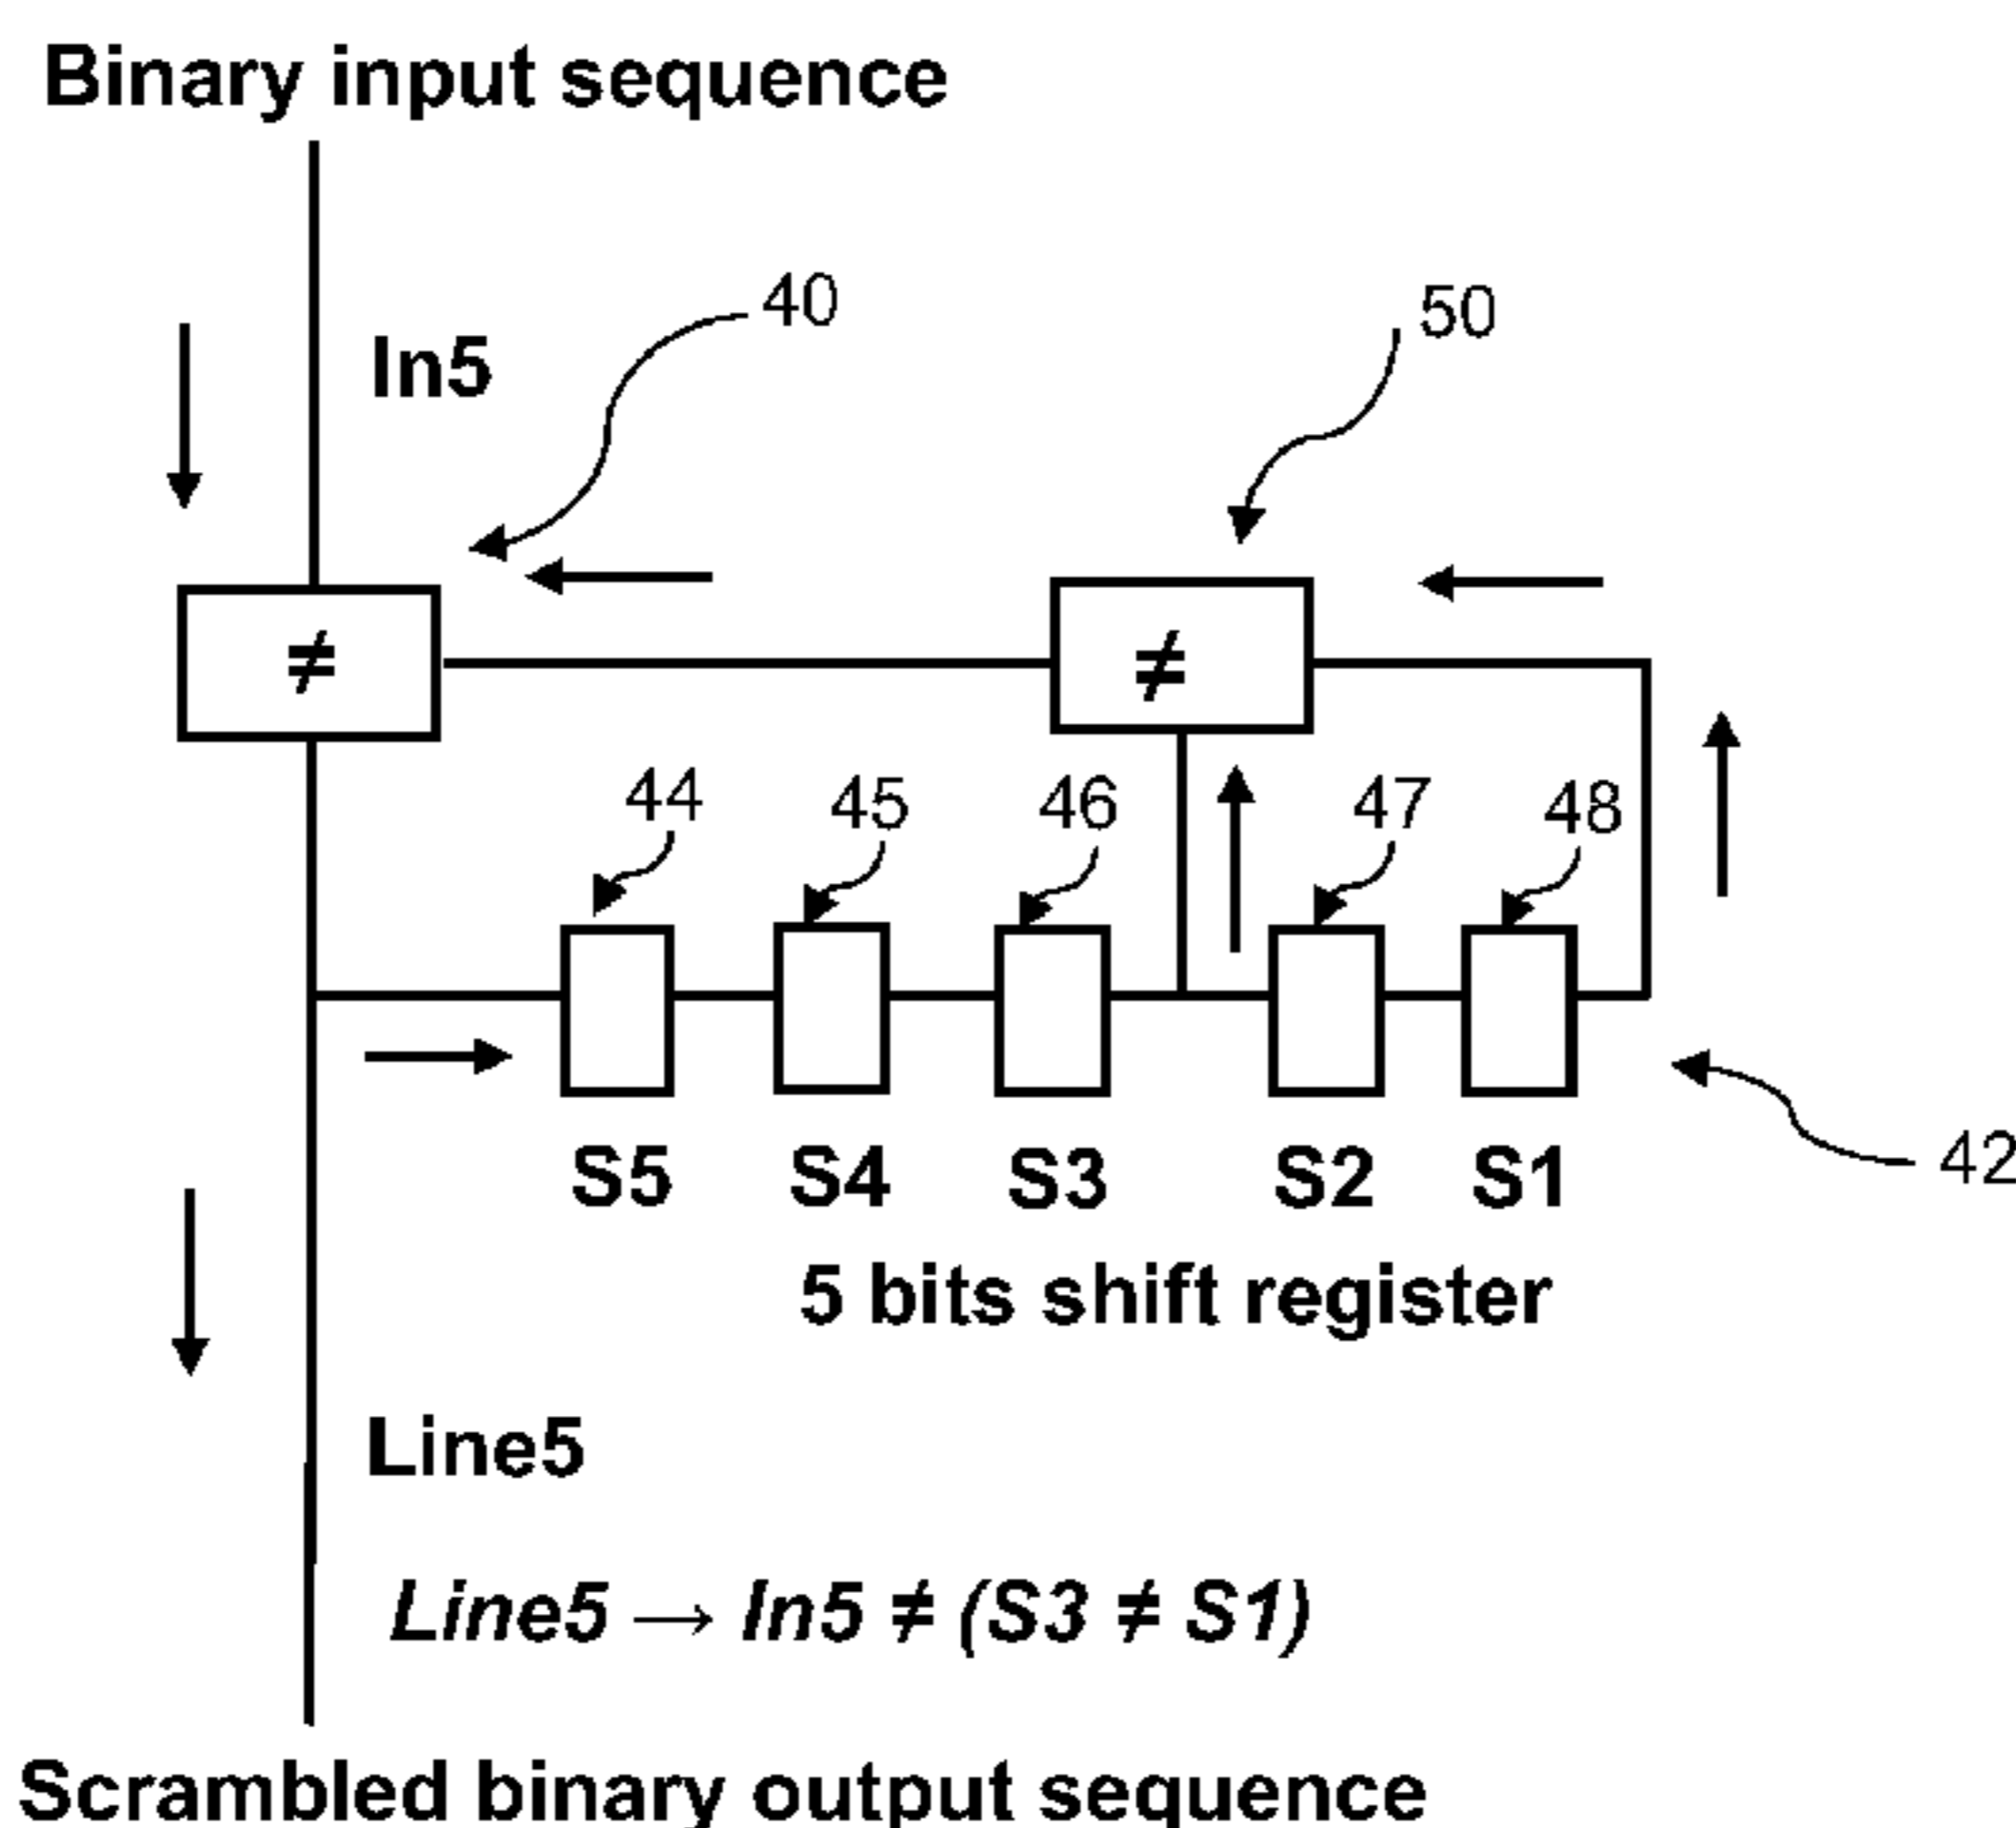 Binary input sequence
40
50
In5
≠
≠
44
45
46
47
48
S5
S4
S3
S2
S1
42
5 bits shift register
Line5
Line5 → In5 ≠ (S3 ≠ S1)
Scrambled binary output sequence